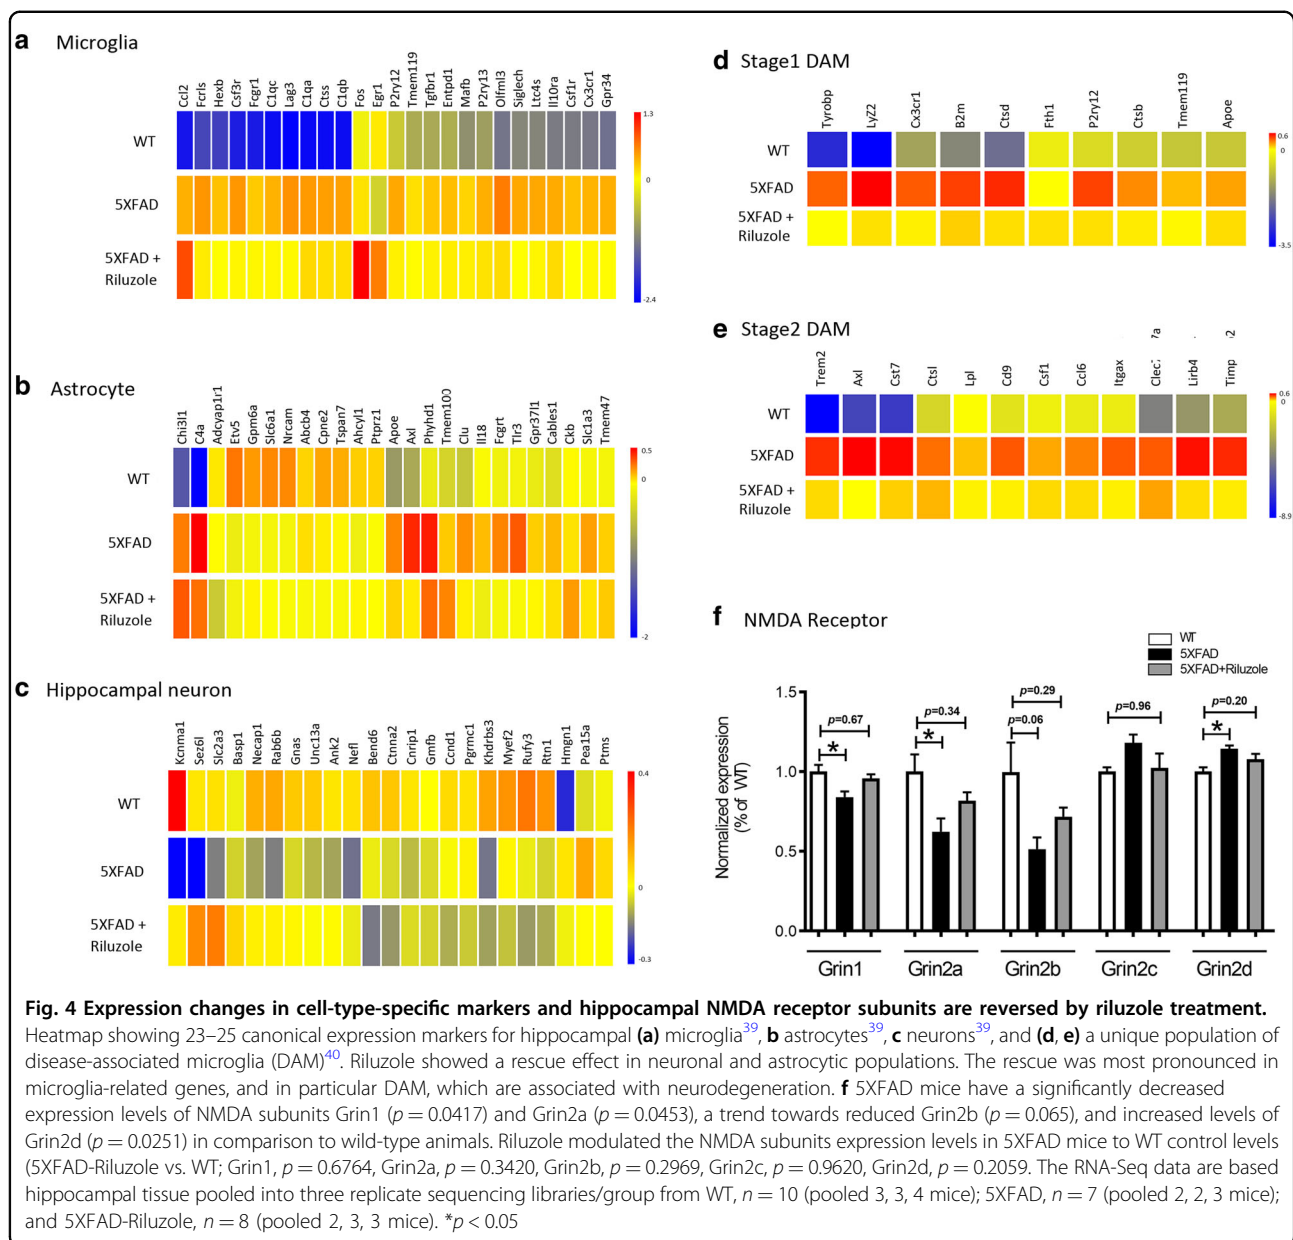 a Microglia
Ccl2 Fcrls Hexb Csf3r Fcgr1 C1qc Lag3 C1qa Ctss C1qb Fos Egr1 P2ry12 Tmem119 Tgfbr1 Entpd1 Mafb P2ry13 Olfml3 Siglech Ltc4s Il10ra Csf1r Cx3cr1 Gpr34
WT
5XFAD
5XFAD +
Riluzole
1.3
0
-2.4
b Astrocyte
Chi3l1 C4a Adcyap1r1 Etv5 Gpm6a Slc6a1 Nrcam Abcb4 Cpne2 Tspan7 Ahcyl1 Ptprz1 Apoe Axl Phyhd1 Tmem100 Clu Il18 Fcgrt Tlr3 Gpr37l1 Cables1 Ckb Slc1a3 Tmem47
WT
5XFAD
5XFAD +
Riluzole
0.5
0
-2
c Hippocampal neuron
Kcnma1 Sez6l Slc2a3 Basp1 Necap1 Rab6b Gnas Unc13a Ank2 Nefl Bend6 Ctnna2 Cnrip1 Gmfb Ccnd1 Pgrmc1 Khdrbs3 Myef2 Rufy3 Rtn1 Hmgn1 Pea15a Ptms
WT
5XFAD
5XFAD +
Riluzole
0.4
0
-0.3
d Stage1 DAM
Tyrobp LyZ2 Cx3cr1 B2m Ctsd Fth1 P2ry12 Ctsb Tmem119 Apoe
WT
5XFAD
5XFAD +
Riluzole
0.6
0
-3.5
e Stage2 DAM
Trem2 Axl Cst7 Ctsl Lpl Cd9 Csf1 Ccl6 Itgax Lirb4 Timp
WT
5XFAD
5XFAD +
Riluzole
0.6
0
-8.9
f NMDA Receptor
WT
5XFAD
5XFAD+Riluzole
Normalized expression
(% of WT)
1.5
1.0
0.5
0.0
p=0.67
*
p=0.34
*
p=0.29
p=0.06
p=0.96
p=0.20
*
Grin1 Grin2a Grin2b Grin2c Grin2d
Fig. 4 Expression changes in cell-type-specific markers and hippocampal NMDA receptor subunits are reversed by riluzole treatment.
Heatmap showing 23–25 canonical expression markers for hippocampal (a) microglia39, b astrocytes39, c neurons39, and (d, e) a unique population of
disease-associated microglia (DAM)40. Riluzole showed a rescue effect in neuronal and astrocytic populations. The rescue was most pronounced in
microglia-related genes, and in particular DAM, which are associated with neurodegeneration. f 5XFAD mice have a significantly decreased
expression levels of NMDA subunits Grin1 (p = 0.0417) and Grin2a (p = 0.0453), a trend towards reduced Grin2b (p = 0.065), and increased levels of
Grin2d (p = 0.0251) in comparison to wild-type animals. Riluzole modulated the NMDA subunits expression levels in 5XFAD mice to WT control levels
(5XFAD-Riluzole vs. WT; Grin1, p = 0.6764, Grin2a, p = 0.3420, Grin2b, p = 0.2969, Grin2c, p = 0.9620, Grin2d, p = 0.2059. The RNA-Seq data are based
hippocampal tissue pooled into three replicate sequencing libraries/group from WT, n = 10 (pooled 3, 3, 4 mice); 5XFAD, n = 7 (pooled 2, 2, 3 mice);
and 5XFAD-Riluzole, n = 8 (pooled 2, 3, 3 mice). *p < 0.05